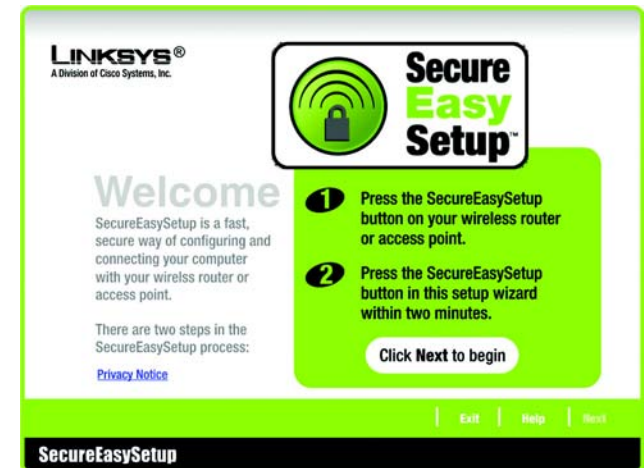 LINKSYS®
A Division of Cisco Systems, Inc.
Secure
Easy
Setup™
Welcome
SecureEasySetup is a fast,
secure way of configuring and
connecting your computer
with your wirelss router or
access point.
There are two steps in the
SecureEasySetup process:
Privacy Notice
1 Press the SecureEasySetup
button on your wireless router
or access point.
2 Press the SecureEasySetup
button in this setup wizard
within two minutes.
Click Next to begin
Exit | Help | Next
SecureEasySetup